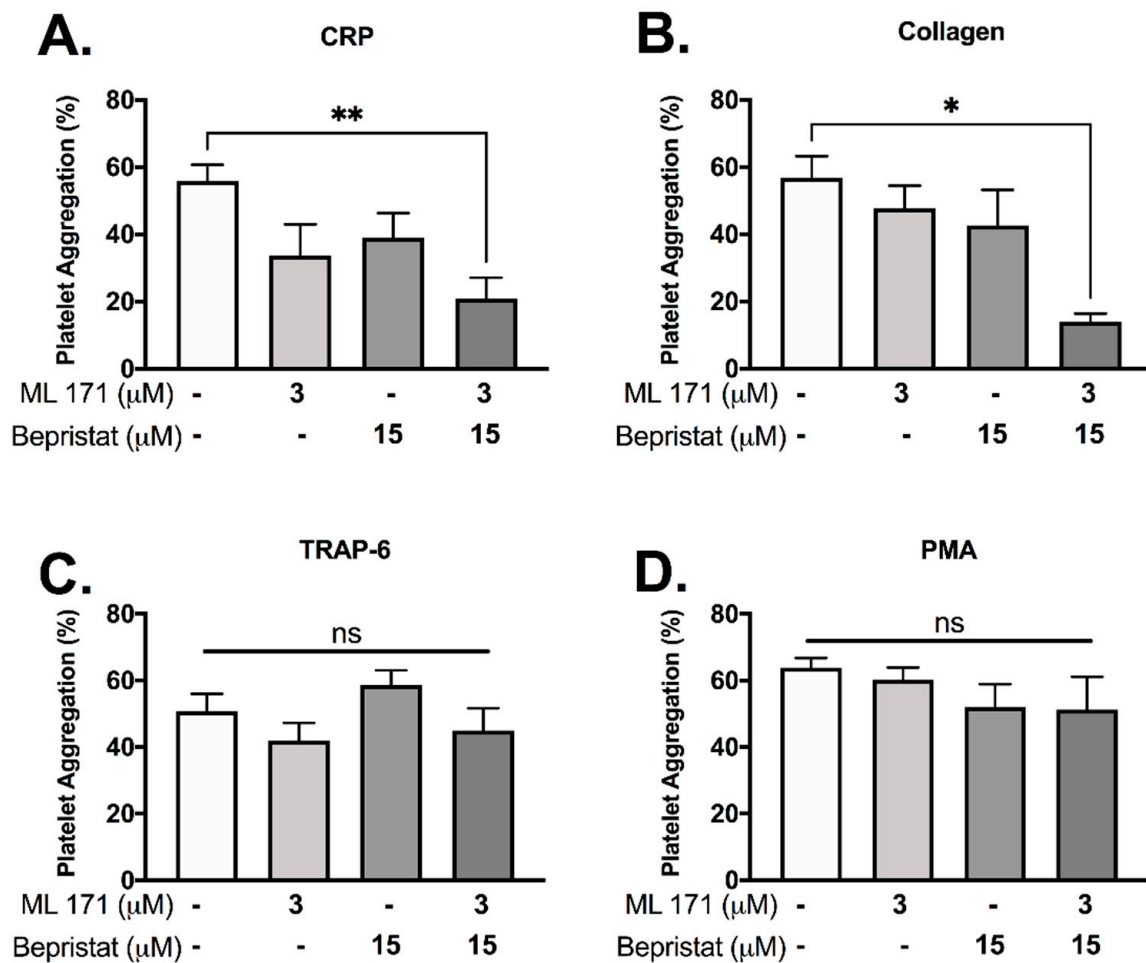 A.
CRP
Platelet Aggregation (%)
80
60
40
20
0
**
ML 171 (μM) - 3 - 3
Bepristat (μM) - - 15 15
B.
Collagen
Platelet Aggregation (%)
80
60
40
20
0
*
ML 171 (μM) - 3 - 3
Bepristat (μM) - - 15 15
C.
TRAP-6
Platelet Aggregation (%)
80
60
40
20
0
ns
ML 171 (μM) - 3 - 3
Bepristat (μM) - - 15 15
D.
PMA
Platelet Aggregation (%)
80
60
40
20
0
ns
ML 171 (μM) - 3 - 3
Bepristat (μM) - - 15 15